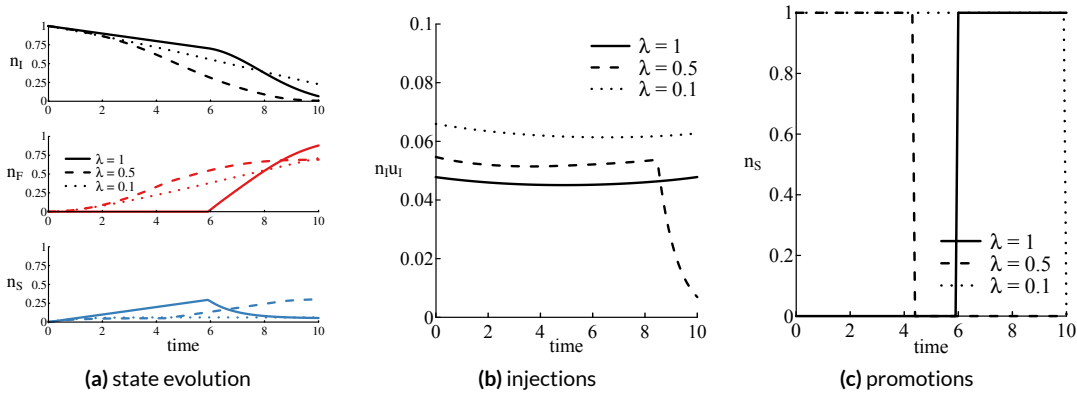 1
0.75
n_I 0.5
0.25
0
0 2 4 6 8 10
1
0.75
n_F 0.5
0.25
0
λ = 1
λ = 0.5
λ = 0.1
0 2 4 6 8 10
1
0.75
n_S 0.5
0.25
0
0 2 4 6 8 10
time
(a) state evolution
0.1
0.08
0.06
n_I u_I
0.04
0.02
0
λ = 1
λ = 0.5
λ = 0.1
0 2 4 6 8 10
time
(b) injections
1
0.8
0.6
n_S
0.4
0.2
0
λ = 1
λ = 0.5
λ = 0.1
0 2 4 6 8 10
time
(c) promotions